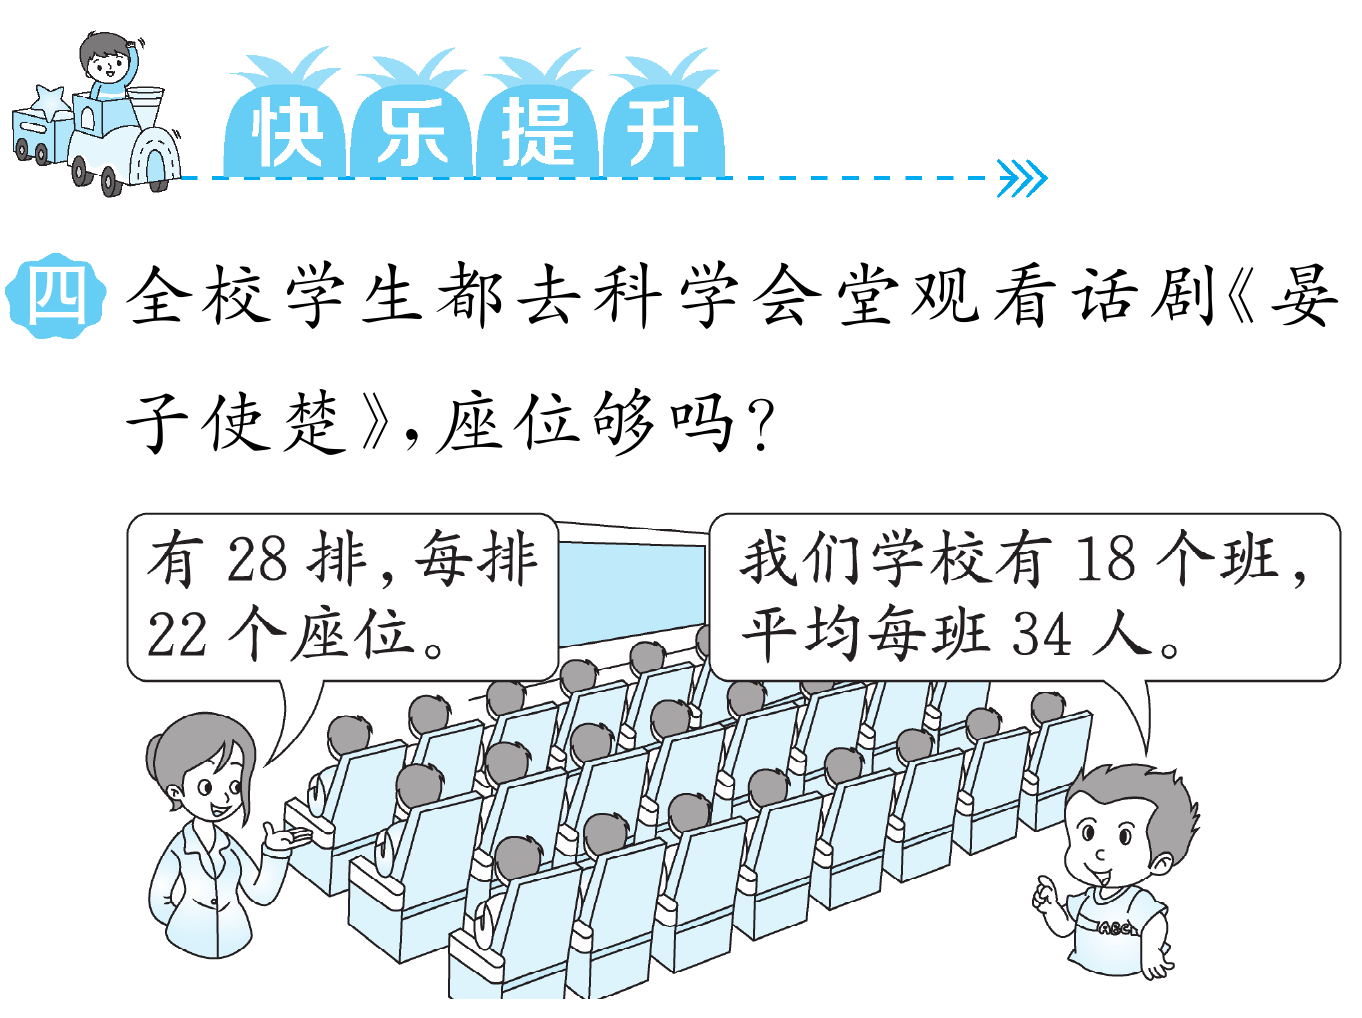 快乐提升
四 全校学生都去科学会堂观看话剧《晏
子使楚》，座位够吗？
有 28 排，每排
22 个座位。
我们学校有 18 个班，
平均每班 34 人。
ABC